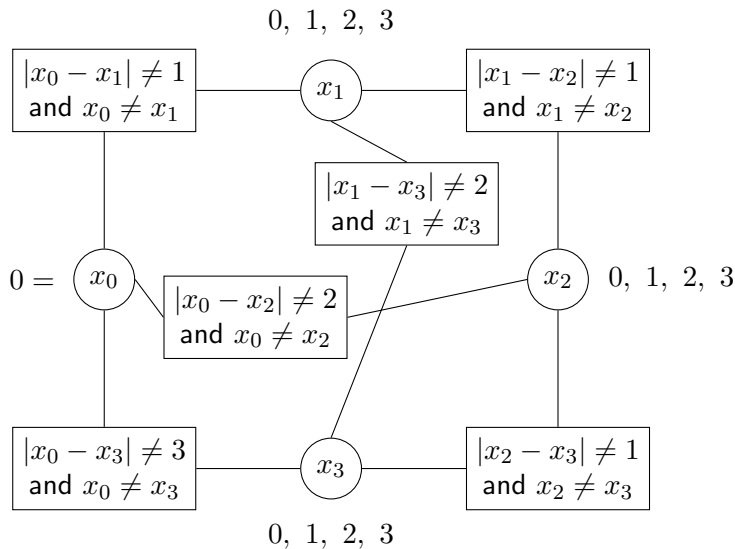 0, 1, 2, 3
|x₀ − x₁| ≠ 1
and x₀ ≠ x₁
x₁
|x₁ − x₂| ≠ 1
and x₁ ≠ x₂
|x₁ − x₃| ≠ 2
and x₁ ≠ x₃
0 =
x₀
|x₀ − x₂| ≠ 2
and x₀ ≠ x₂
x₂
0, 1, 2, 3
|x₀ − x₃| ≠ 3
and x₀ ≠ x₃
x₃
|x₂ − x₃| ≠ 1
and x₂ ≠ x₃
0, 1, 2, 3